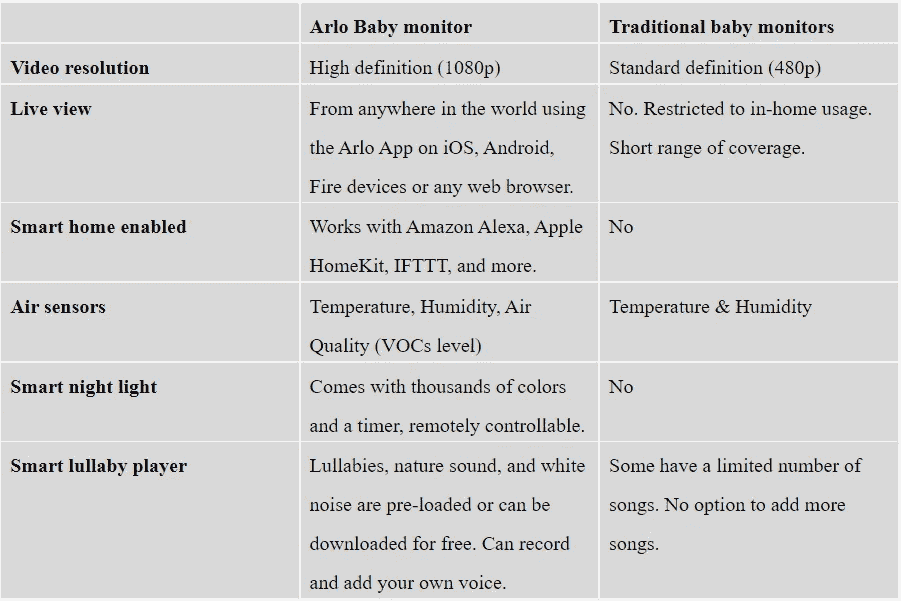 Arlo Baby monitor
Traditional baby monitors
Video resolution
High definition (1080p)
Standard definition (480p)
Live view
From anywhere in the world using
the Arlo App on iOS, Android,
Fire devices or any web browser.
No. Restricted to in-home usage.
Short range of coverage.
Smart home enabled
Works with Amazon Alexa, Apple
HomeKit, IFTTT, and more.
No
Air sensors
Temperature, Humidity, Air
Quality (VOCs level)
Temperature & Humidity
Smart night light
Comes with thousands of colors
and a timer, remotely controllable.
No
Smart lullaby player
Lullabies, nature sound, and white
noise are pre-loaded or can be
downloaded for free. Can record
and add your own voice.
Some have a limited number of
songs. No option to add more
songs.